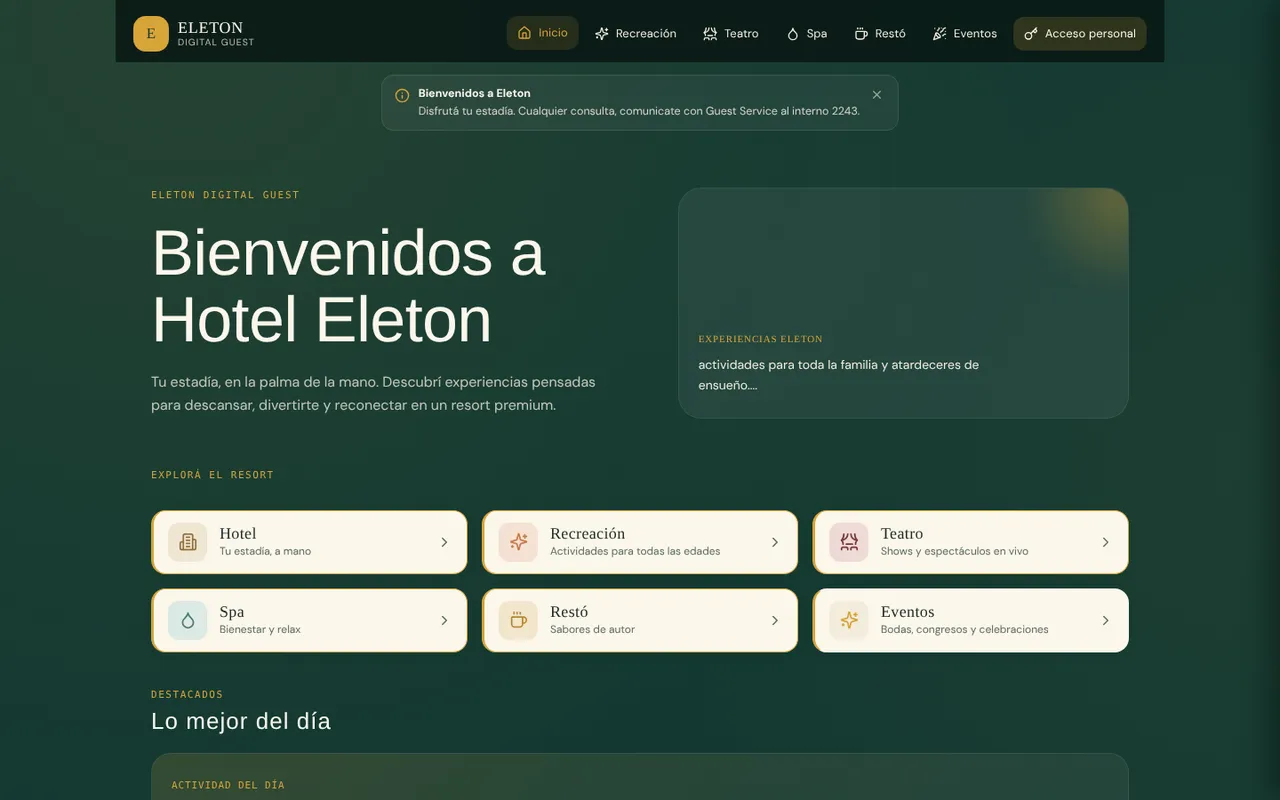 E
ELETON
DIGITAL GUEST
Inicio
Recreación
Teatro
Spa
Restó
Eventos
Acceso personal
Bienvenidos a Eleton
Disfrutá tu estadía. Cualquier consulta, comunicate con Guest Service al interno 2243.
ELETON DIGITAL GUEST
Bienvenidos a
Hotel Eleton
Tu estadía, en la palma de la mano. Descubrí experiencias pensadas
para descansar, divertirte y reconectar en un resort premium.
EXPERIENCIAS ELETON
actividades para toda la familia y atardeceres de
ensueño....
EXPLORÁ EL RESORT
Hotel
Tu estadía, a mano
Recreación
Actividades para todas las edades
Teatro
Shows y espectáculos en vivo
Spa
Bienestar y relax
Restó
Sabores de autor
Eventos
Bodas, congresos y celebraciones
DESTACADOS
Lo mejor del día
ACTIVIDAD DEL DÍA